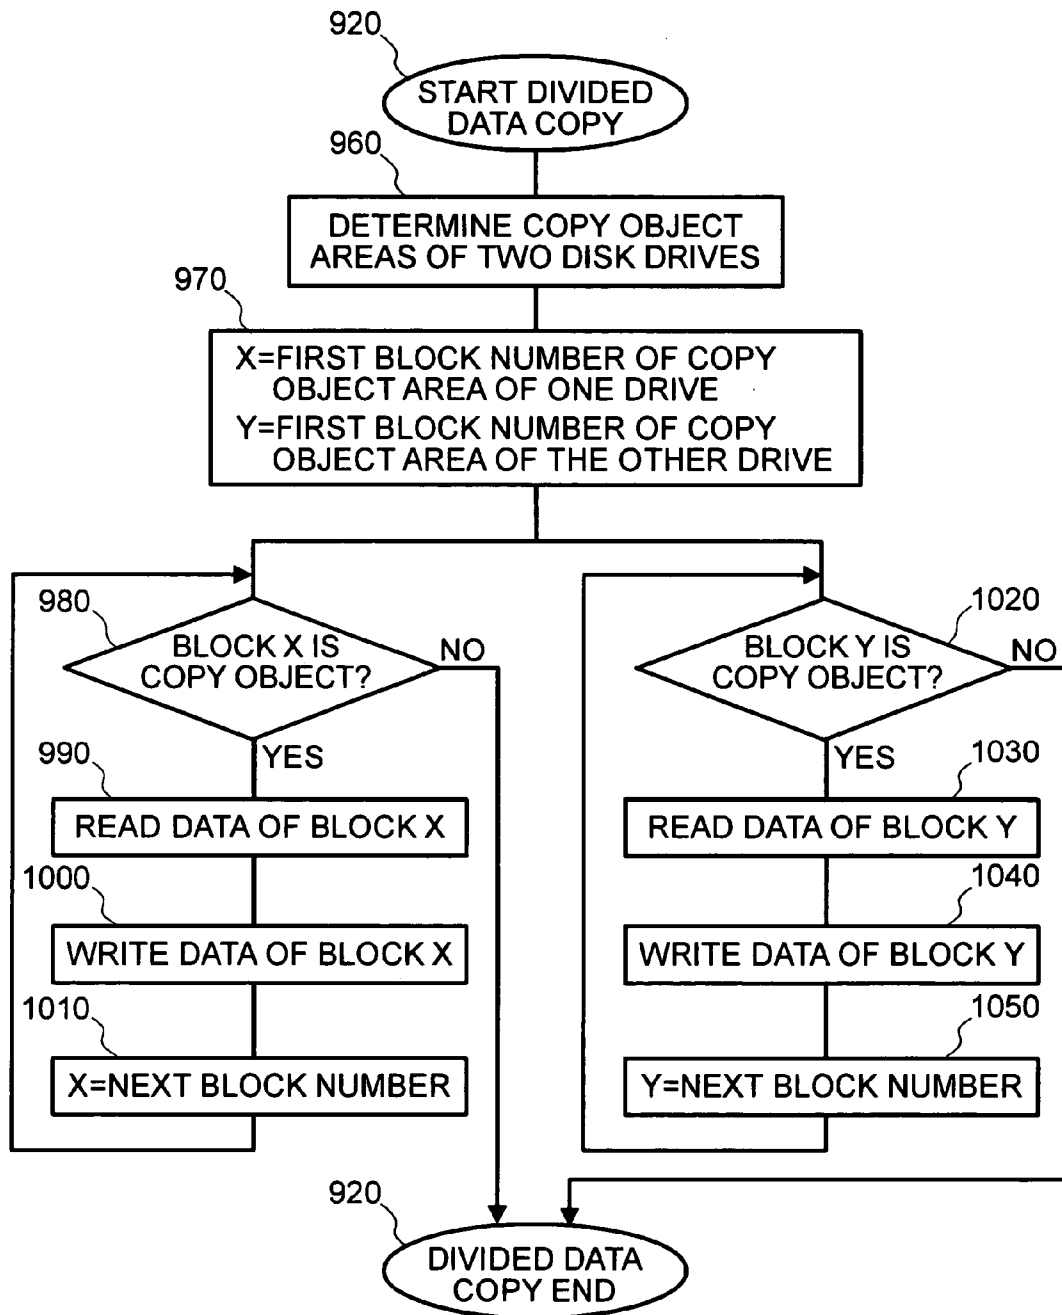 920
START DIVIDED
DATA COPY
960
DETERMINE COPY OBJECT
AREAS OF TWO DISK DRIVES
970
X=FIRST BLOCK NUMBER OF COPY
OBJECT AREA OF ONE DRIVE
Y=FIRST BLOCK NUMBER OF COPY
OBJECT AREA OF THE OTHER DRIVE
980
BLOCK X IS
COPY OBJECT?
NO
YES
990
READ DATA OF BLOCK X
1000
WRITE DATA OF BLOCK X
1010
X=NEXT BLOCK NUMBER
1020
BLOCK Y IS
COPY OBJECT?
NO
YES
1030
READ DATA OF BLOCK Y
1040
WRITE DATA OF BLOCK Y
1050
Y=NEXT BLOCK NUMBER
920
DIVIDED DATA
COPY END